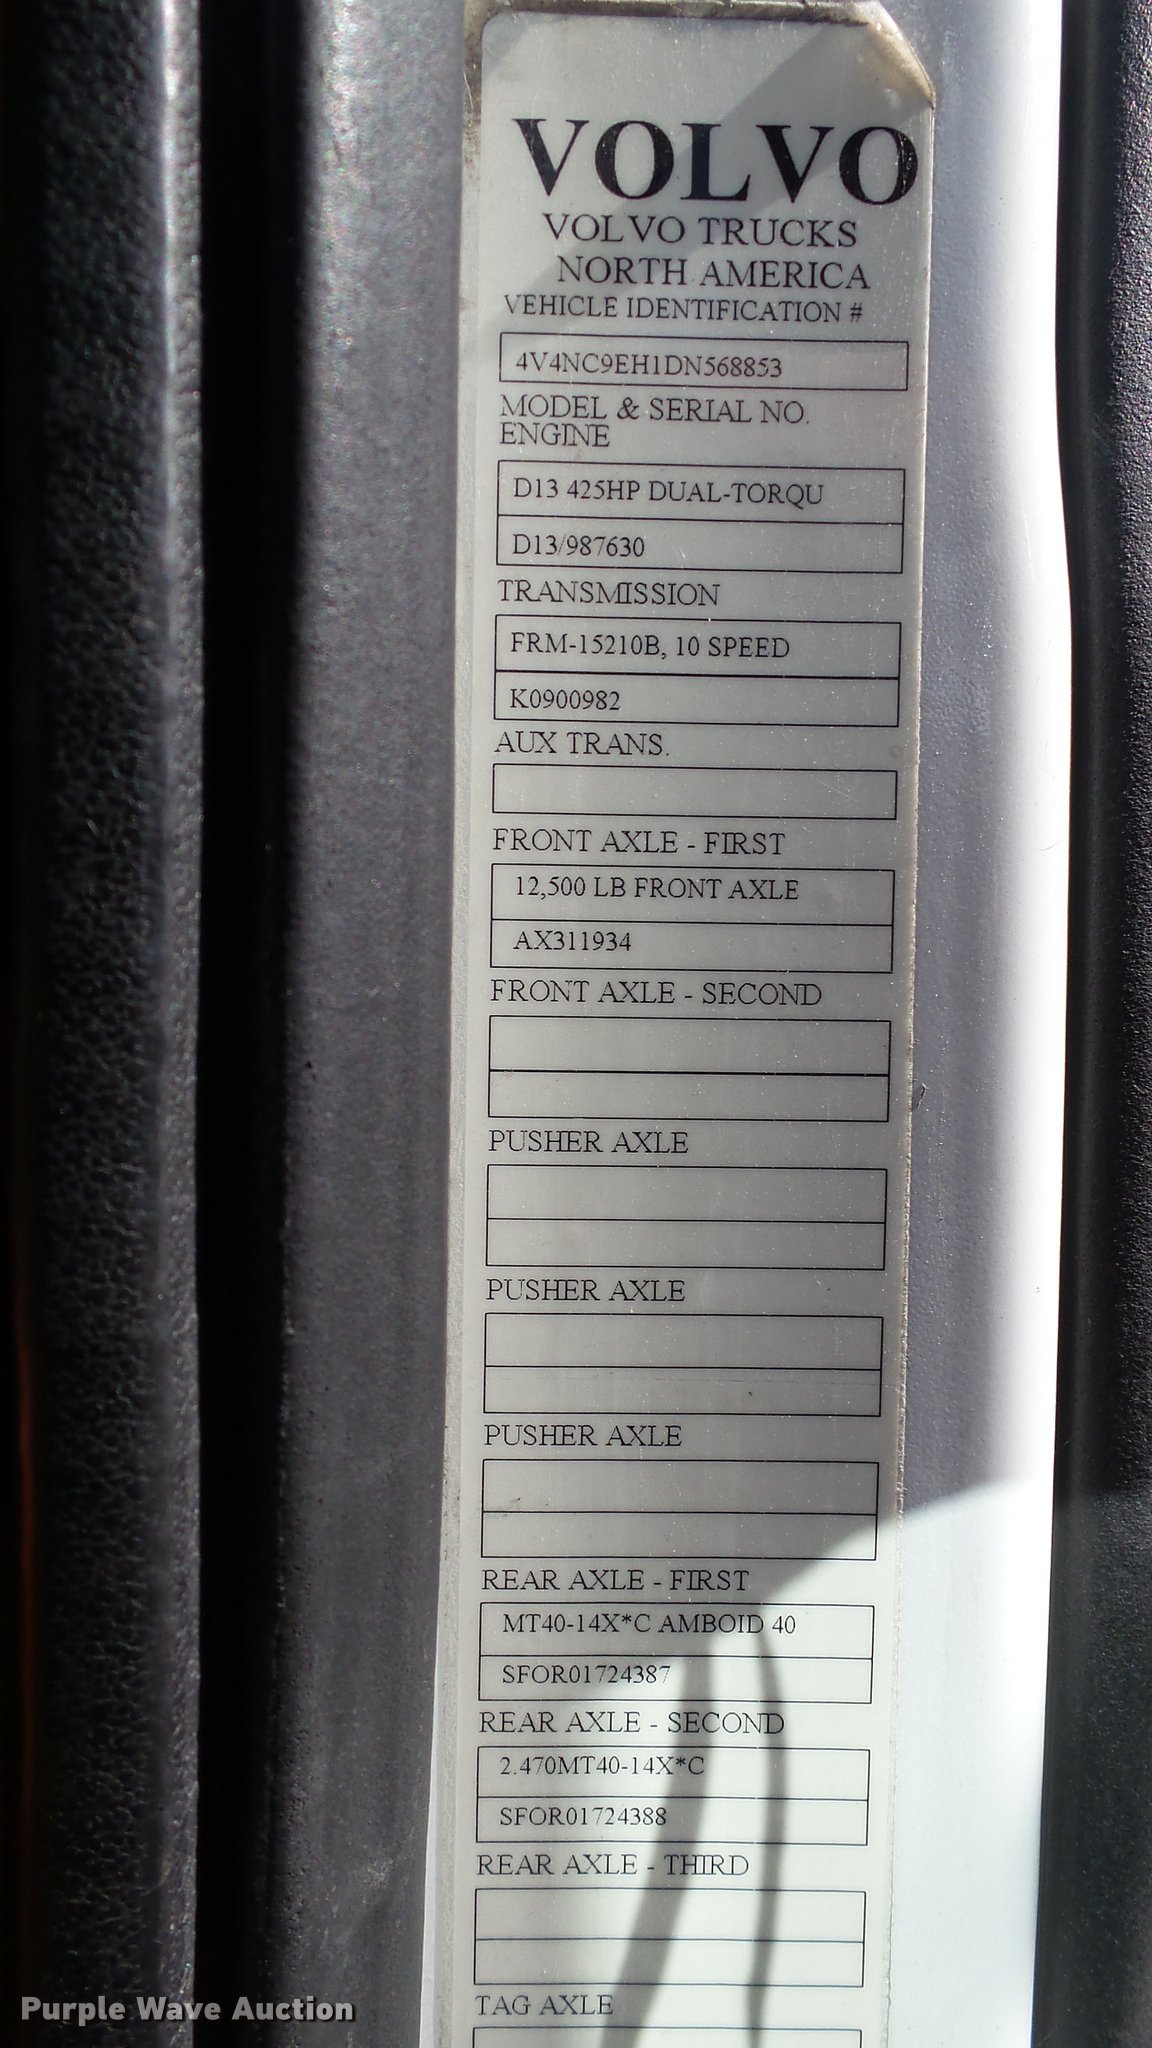 VOLVO
VOLVO TRUCKS
NORTH AMERICA
VEHICLE IDENTIFICATION #
4V4NC9EH1DN568853
MODEL & SERIAL NO.
ENGINE
D13 425HP DUAL-TORQU
D13/987630
TRANSMISSION
FRM-15210B, 10 SPEED
K0900982
AUX TRANS.
FRONT AXLE - FIRST
12,500 LB FRONT AXLE
AX311934
FRONT AXLE - SECOND
PUSHER AXLE
PUSHER AXLE
PUSHER AXLE
REAR AXLE - FIRST
MT40-14X*C AMBOID 40
SFOR01724387
REAR AXLE - SECOND
2.470MT40-14X*C
SFOR01724388
REAR AXLE - THIRD
TAG AXLE
Purple Wave Auction